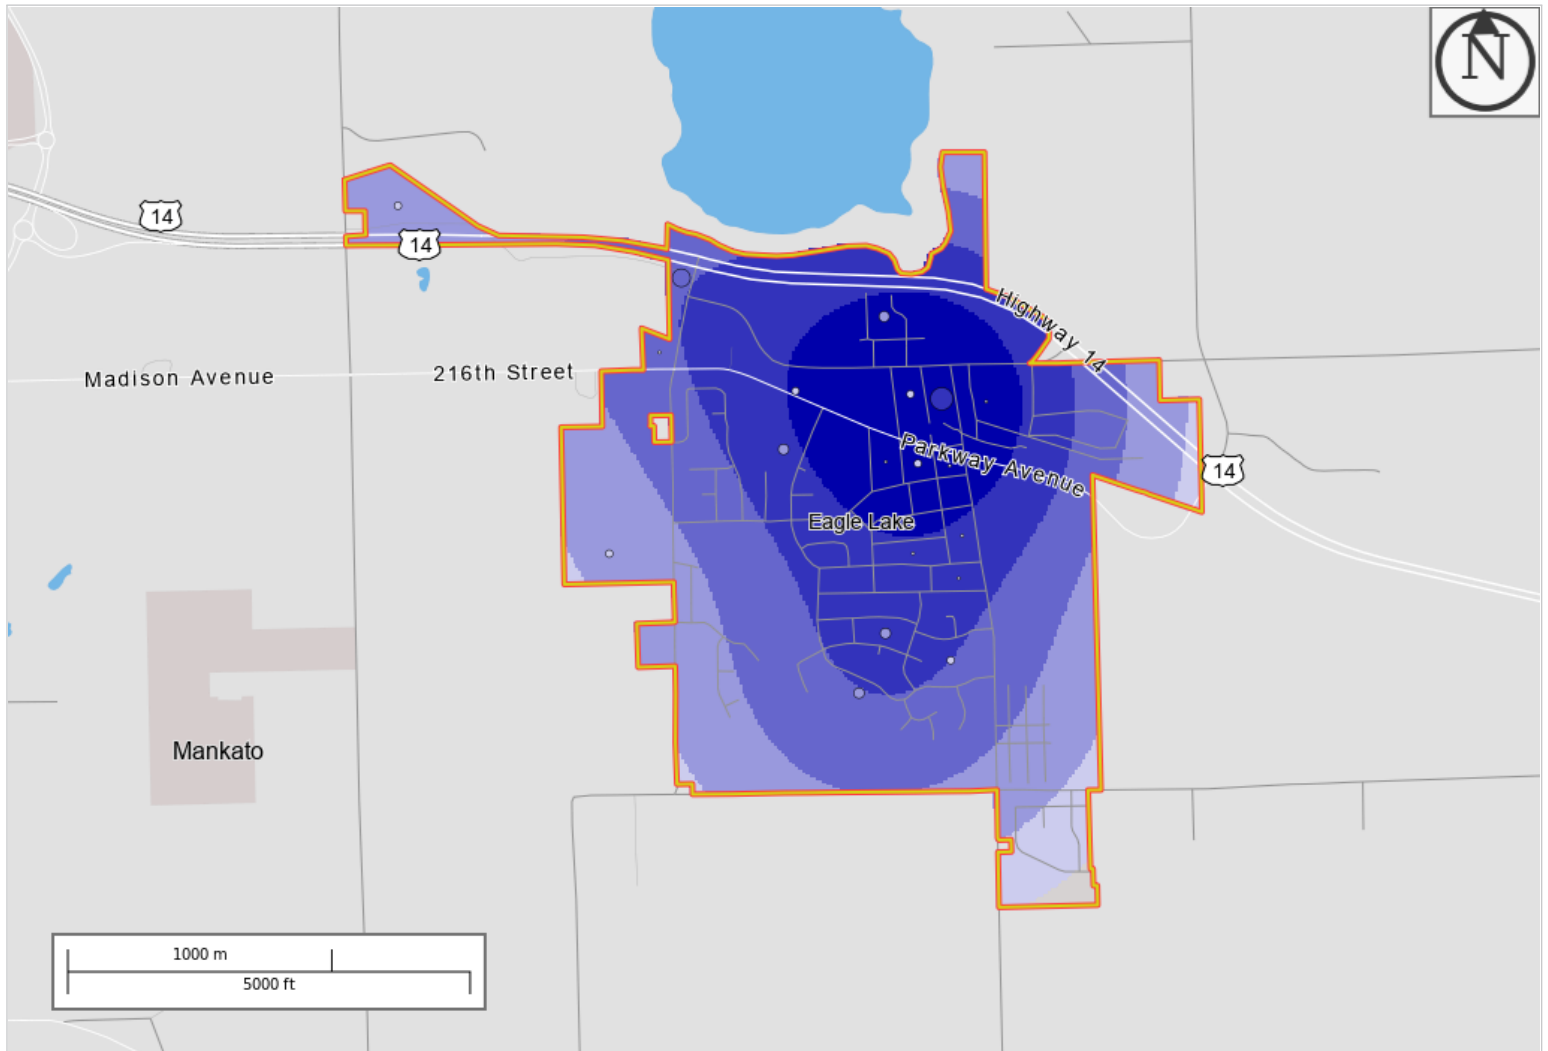 N
14
14
Highway 14
Madison Avenue
216th Street
Parkway Avenue
14
Eagle Lake
Mankato
1000 m
5000 ft